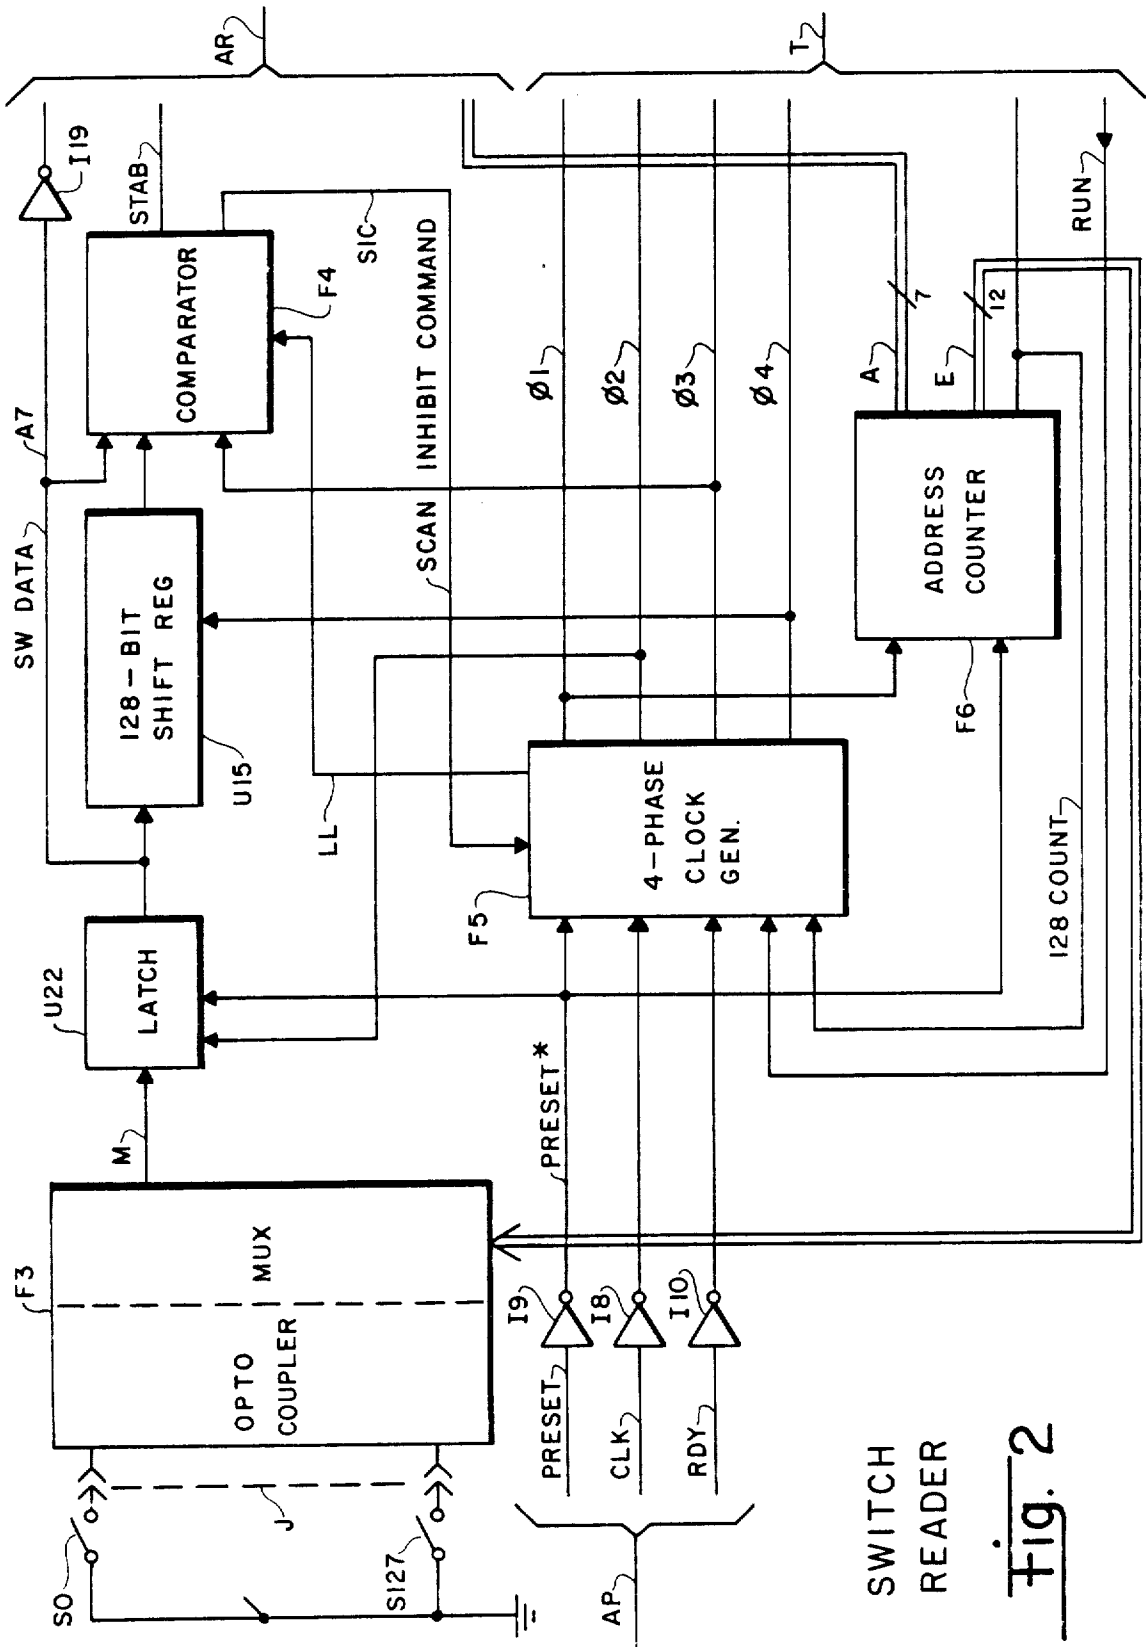 S0
S127
J
F3
OPTO
COUPLER
MUX
M
U22
LATCH
SW DATA
128-BIT
SHIFT REG
U15
A7
COMPARATOR
F4
I19
STAB
AR
SIC
SCAN INHIBIT COMMAND
LL
F5
4-PHASE
CLOCK
GEN.
Ø1
Ø2
Ø3
Ø4
AP
PRESET
CLK
RDY
I9
I8
I10
PRESET*
T
A
7
E
12
ADDRESS
COUNTER
F6
128 COUNT
RUN
SWITCH
READER
Fig. 2